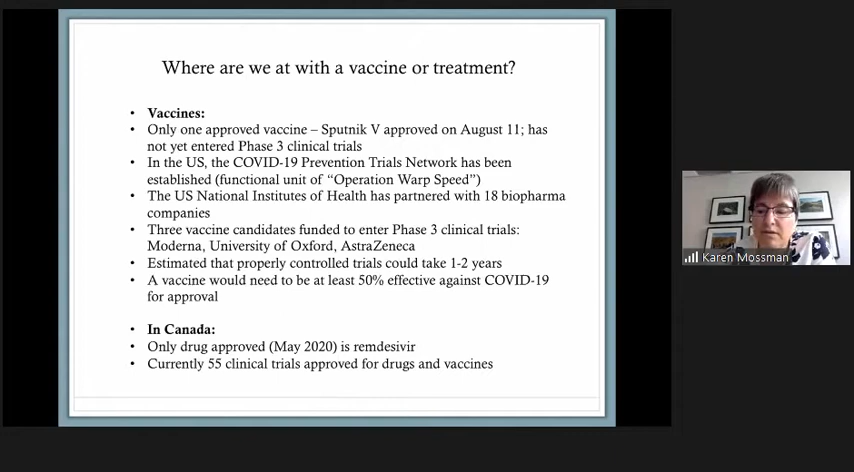 Where are we at with a vaccine or treatment?
• Vaccines:
• Only one approved vaccine – Sputnik V approved on August 11; has
not yet entered Phase 3 clinical trials
• In the US, the COVID-19 Prevention Trials Network has been
established (functional unit of “Operation Warp Speed”)
• The US National Institutes of Health has partnered with 18 biopharma
companies
• Three vaccine candidates funded to enter Phase 3 clinical trials:
Moderna, University of Oxford, AstraZeneca
• Estimated that properly controlled trials could take 1-2 years
• A vaccine would need to be at least 50% effective against COVID-19
for approval
• In Canada:
• Only drug approved (May 2020) is remdesivir
• Currently 55 clinical trials approved for drugs and vaccines
Karen Mossman